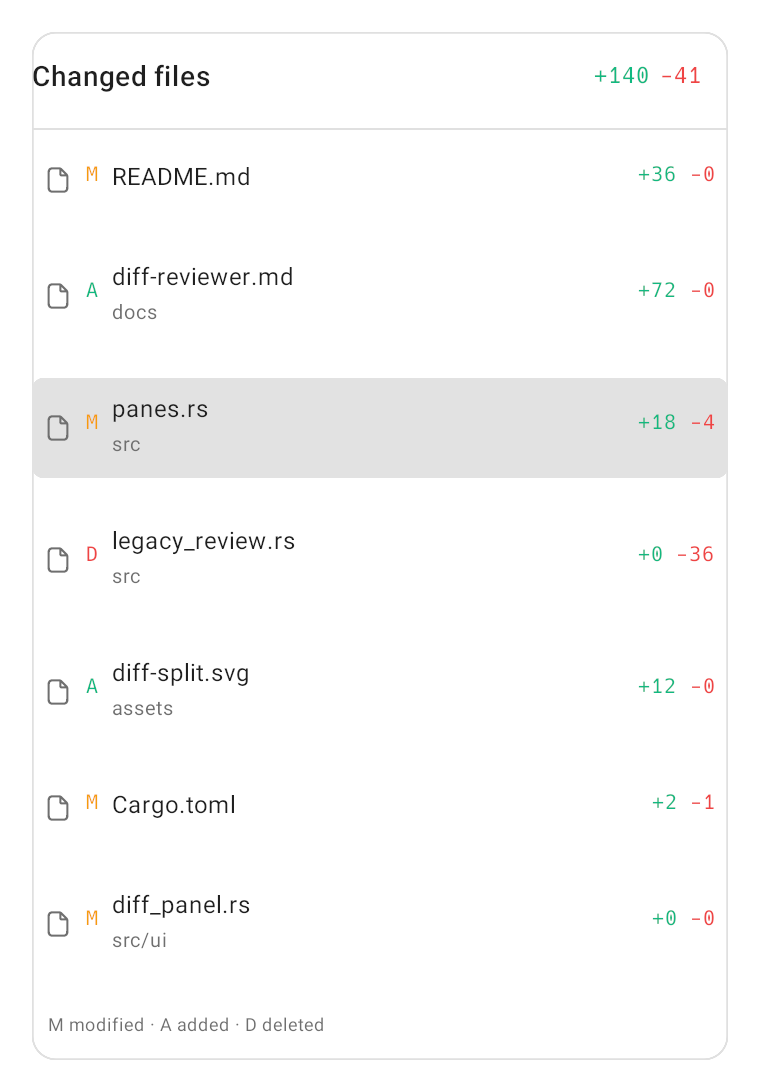 Changed files +140 -41
M README.md +36 -0
A diff-reviewer.md +72 -0
docs
M panes.rs +18 -4
src
D legacy_review.rs +0 -36
src
A diff-split.svg +12 -0
assets
M Cargo.toml +2 -1
M diff_panel.rs +0 -0
src/ui
M modified · A added · D deleted